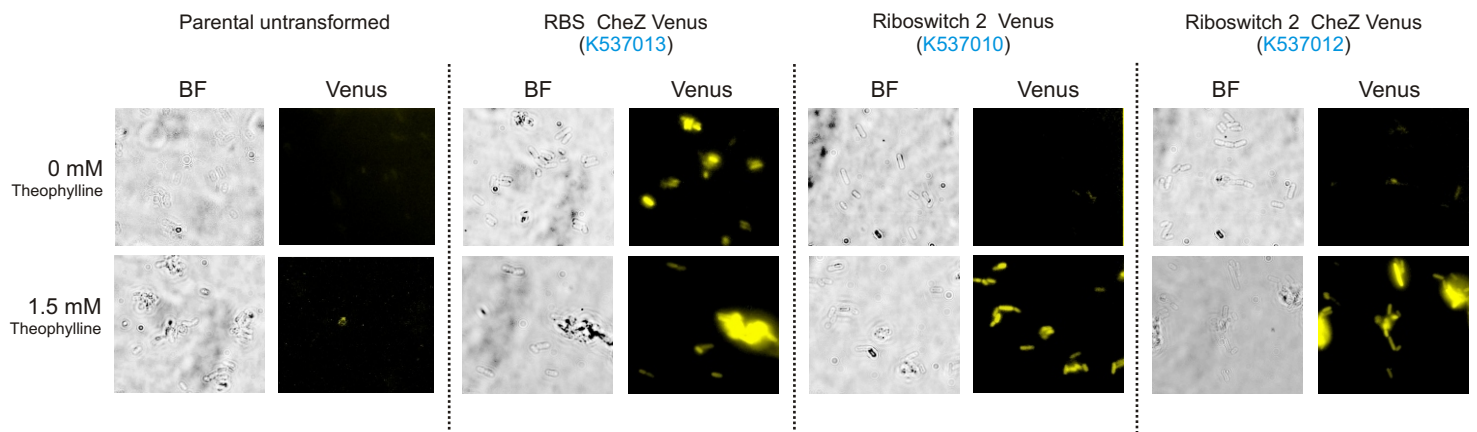 Parental untransformed
RBS CheZ Venus
(K537013)
Riboswitch 2 Venus
(K537010)
Riboswitch 2 CheZ Venus
(K537012)
BF Venus BF Venus BF Venus BF Venus
0 mM
Theophylline
1.5 mM
Theophylline